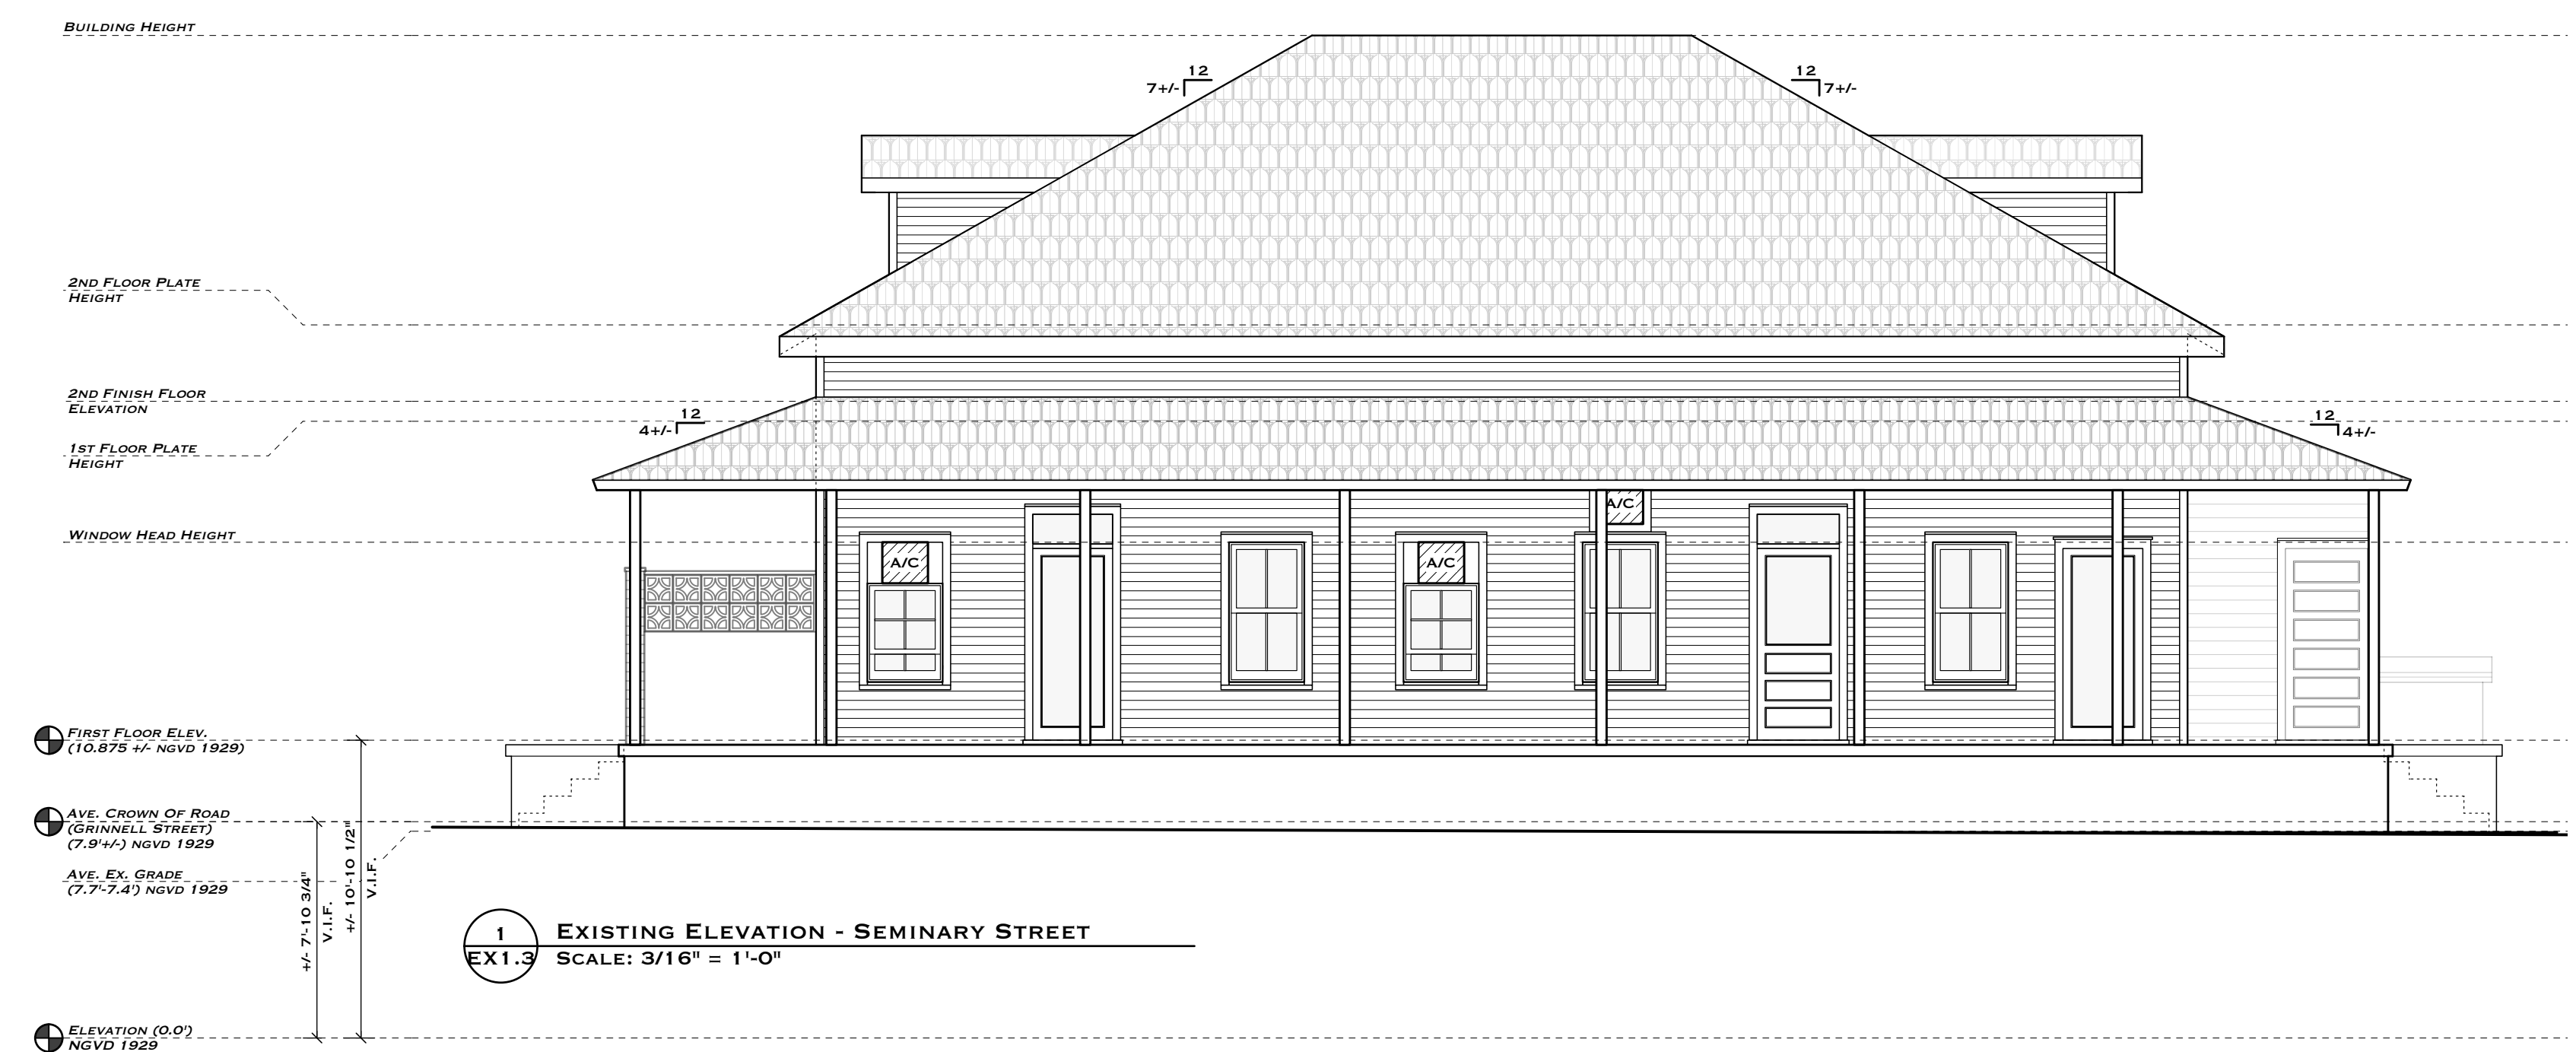 Building Height
12
7+/-
12
7+/-
2nd Floor Plate
Height
2nd Finish Floor
Elevation
12
4+/-
12
4+/-
1st Floor Plate
Height
A/C
Window Head Height
A/C
A/C
First Floor Elev.
(10.875 +/- NGVD 1929)
Ave. Crown Of Road
(Grinnell Street)
(7.9'+/-) NGVD 1929
Ave. Ex. Grade
(7.7'-7.4') NGVD 1929
+/- 7'-10 3/4"
V.I.F.
+/- 10'-10 1/2"
V.I.F.
1
EX1.3
Existing Elevation - Seminary Street
Scale: 3/16" = 1'-0"
Elevation (0.0')
NGVD 1929